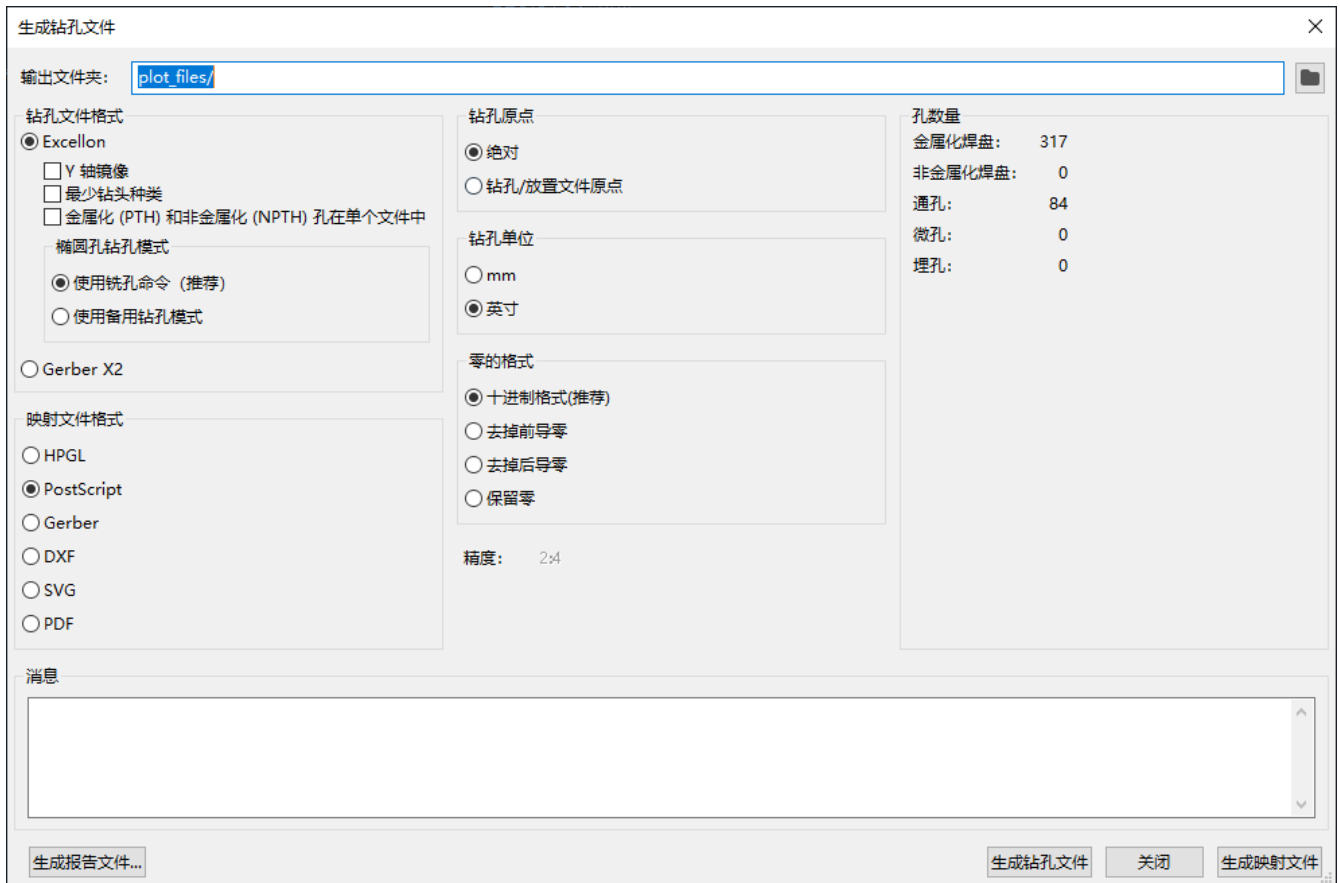 生成钻孔文件
输出文件夹: plot_files/
钻孔文件格式
Excellon
Y 轴镜像
最少钻头种类
金属化 (PTH) 和非金属化 (NPTH) 孔在单个文件中
椭圆孔钻孔模式
使用铣孔命令（推荐）
使用备用钻孔模式
Gerber X2
映射文件格式
HPGL
PostScript
Gerber
DXF
SVG
PDF
钻孔原点
绝对
钻孔/放置文件原点
钻孔单位
mm
英寸
零的格式
十进制格式(推荐)
去掉前导零
去掉后导零
保留零
精度: 2:4
孔数量
金属化焊盘: 317
非金属化焊盘: 0
通孔: 84
微孔: 0
埋孔: 0
消息
生成报告文件... 生成钻孔文件 关闭 生成映射文件